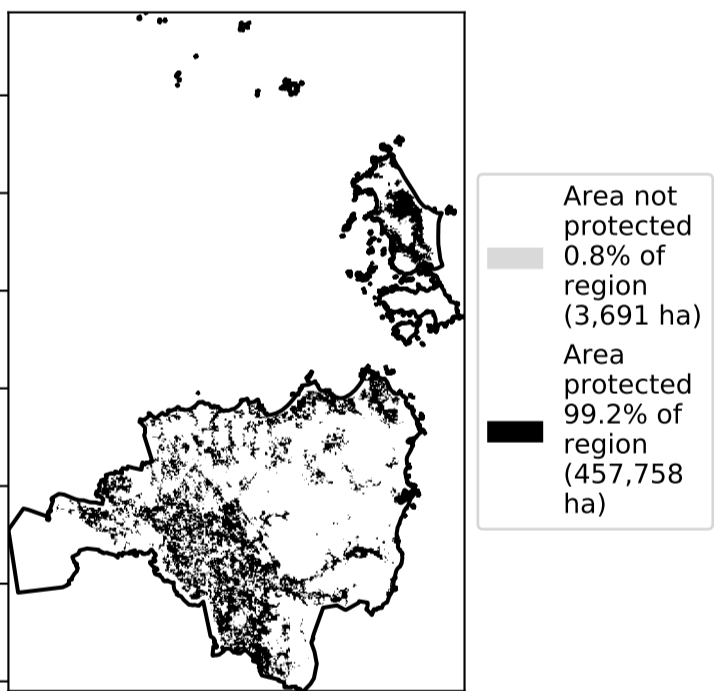 Area not
protected
0.8% of
region
(3,691 ha)
Area
protected
99.2% of
region
(457,758
ha)